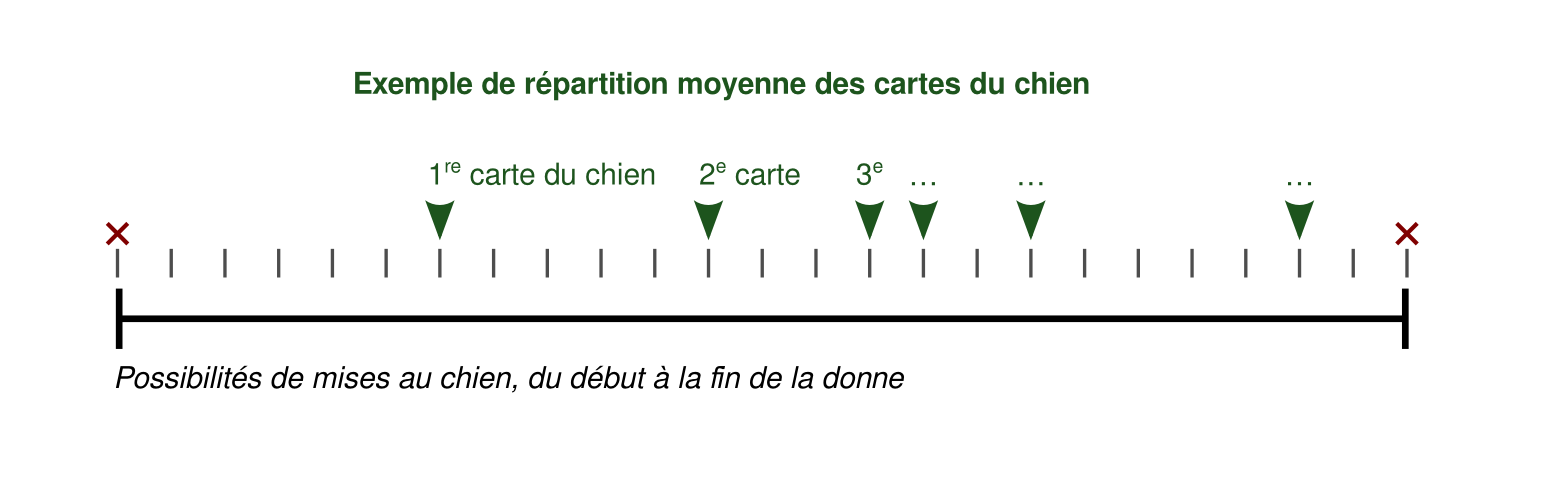 Exemple de répartition moyenne des cartes du chien
1re carte du chien 2e carte 3e ... ... ...
Possibilités de mises au chien, du début à la fin de la donne